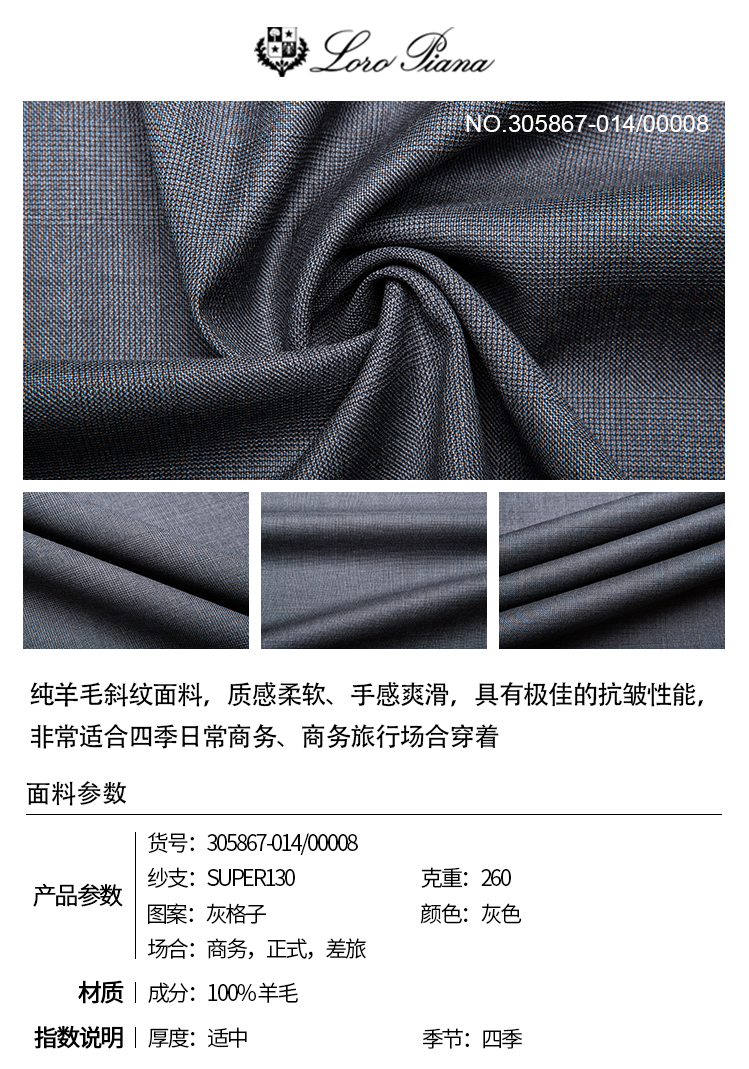 Loro Piana
NO.305867-014/00008
纯羊毛斜纹面料，质感柔软、手感爽滑，具有极佳的抗皱性能，
非常适合四季日常商务、商务旅行场合穿着
面料参数
产品参数
货号：305867-014/00008
纱支：SUPER130 克重：260
图案：灰格子 颜色：灰色
场合：商务，正式，差旅
材质 成分：100%羊毛
指数说明 厚度：适中 季节：四季